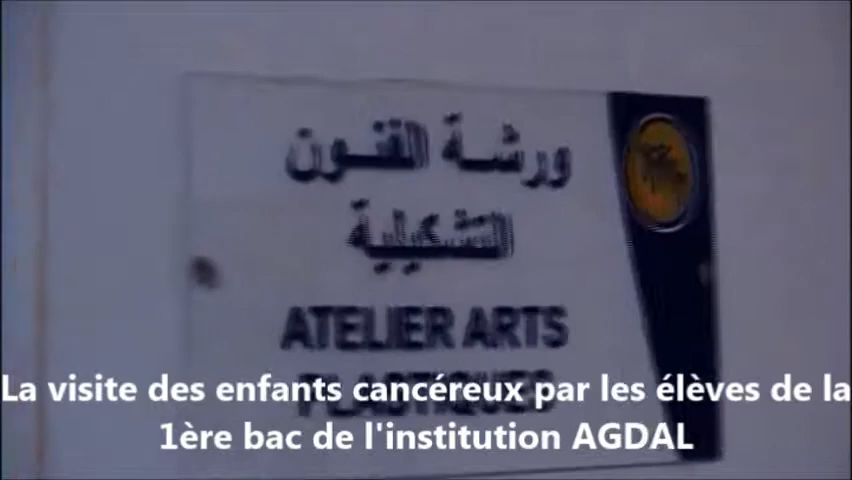 ورشة الفنون
التشكيلية
ATELIER ARTS
PLASTIQUES
La visite des enfants cancéreux par les élèves de la
1ère bac de l'institution AGDAL